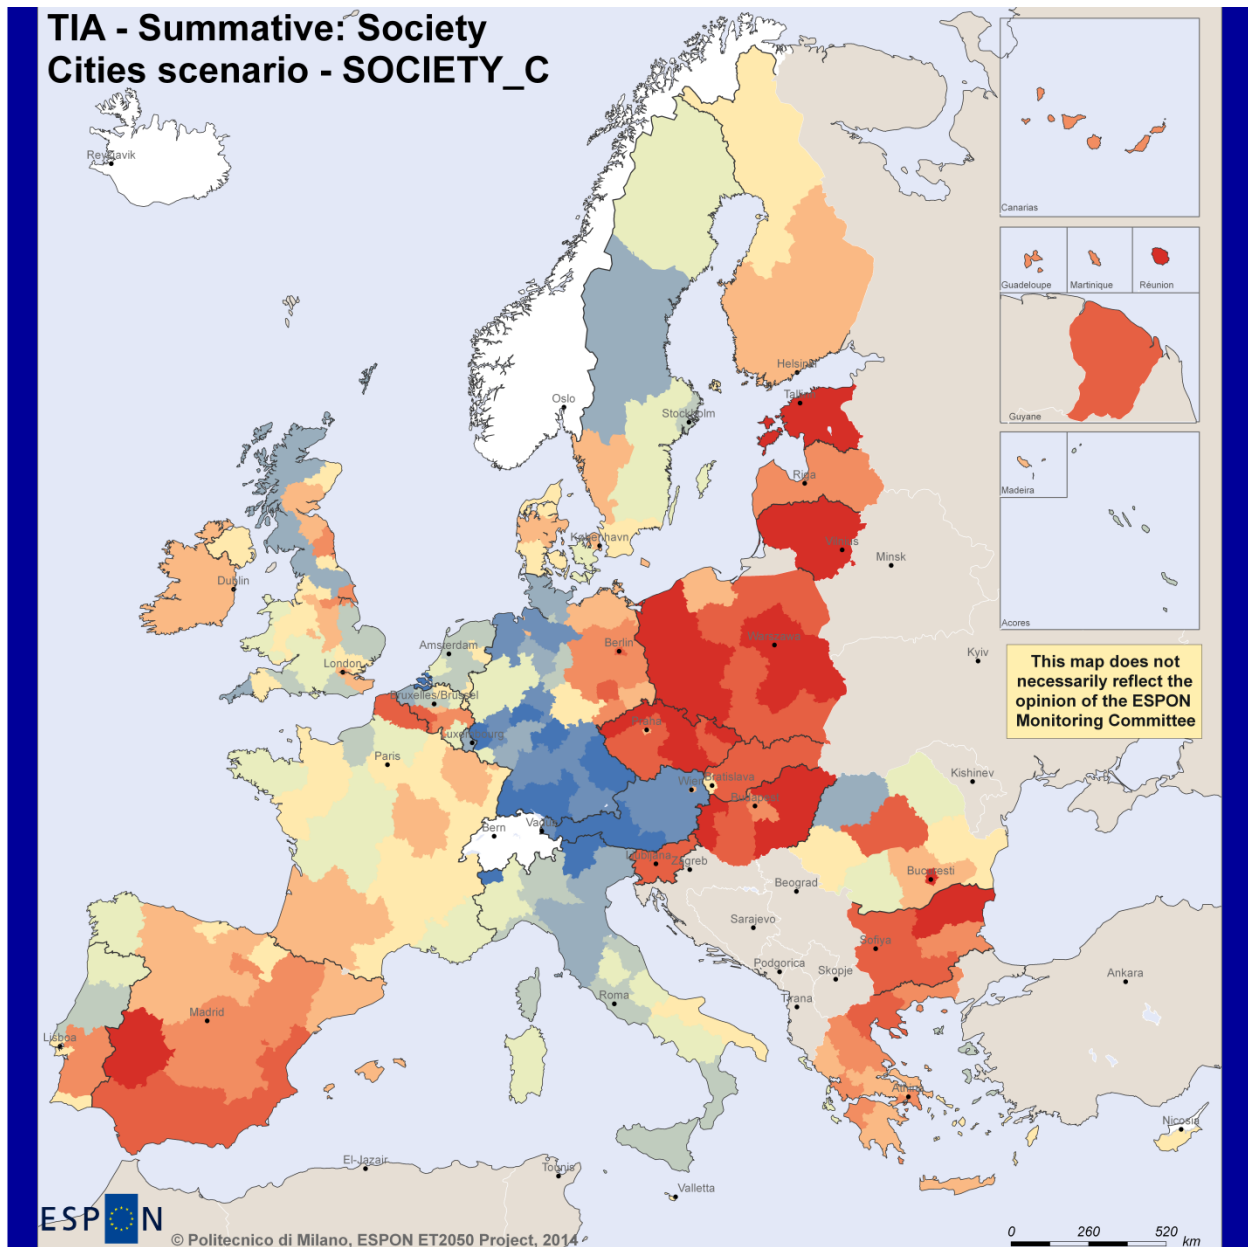 TIA - Summative: Society
Cities scenario - SOCIETY_C
Reykjavik
Canarias
Guadeloupe
Martinique
Réunion
Guyane
Madeira
Acores
Oslo
Helsinki
Tallinn
Stockholm
Riga
København
Vilnius
Minsk
Dublin
Amsterdam
Berlin
Warszawa
Kyiv
London
Bruxelles/Brussel
Praha
Luxembourg
Paris
Wien
Bratislava
Kishinev
Budapest
Bern
Vaduz
Ljubljana
Zagreb
Beograd
Bucuresti
Sarajevo
Sofiya
Podgorica
Skopje
Ankara
Roma
Tirana
Madrid
Lisboa
Athina
Nicosia
El-Jazair
Tounis
Valletta
This map does not
necessarily reflect the
opinion of the ESPON
Monitoring Committee
ESPON
© Politecnico di Milano, ESPON ET2050 Project, 2014
0 260 520
km